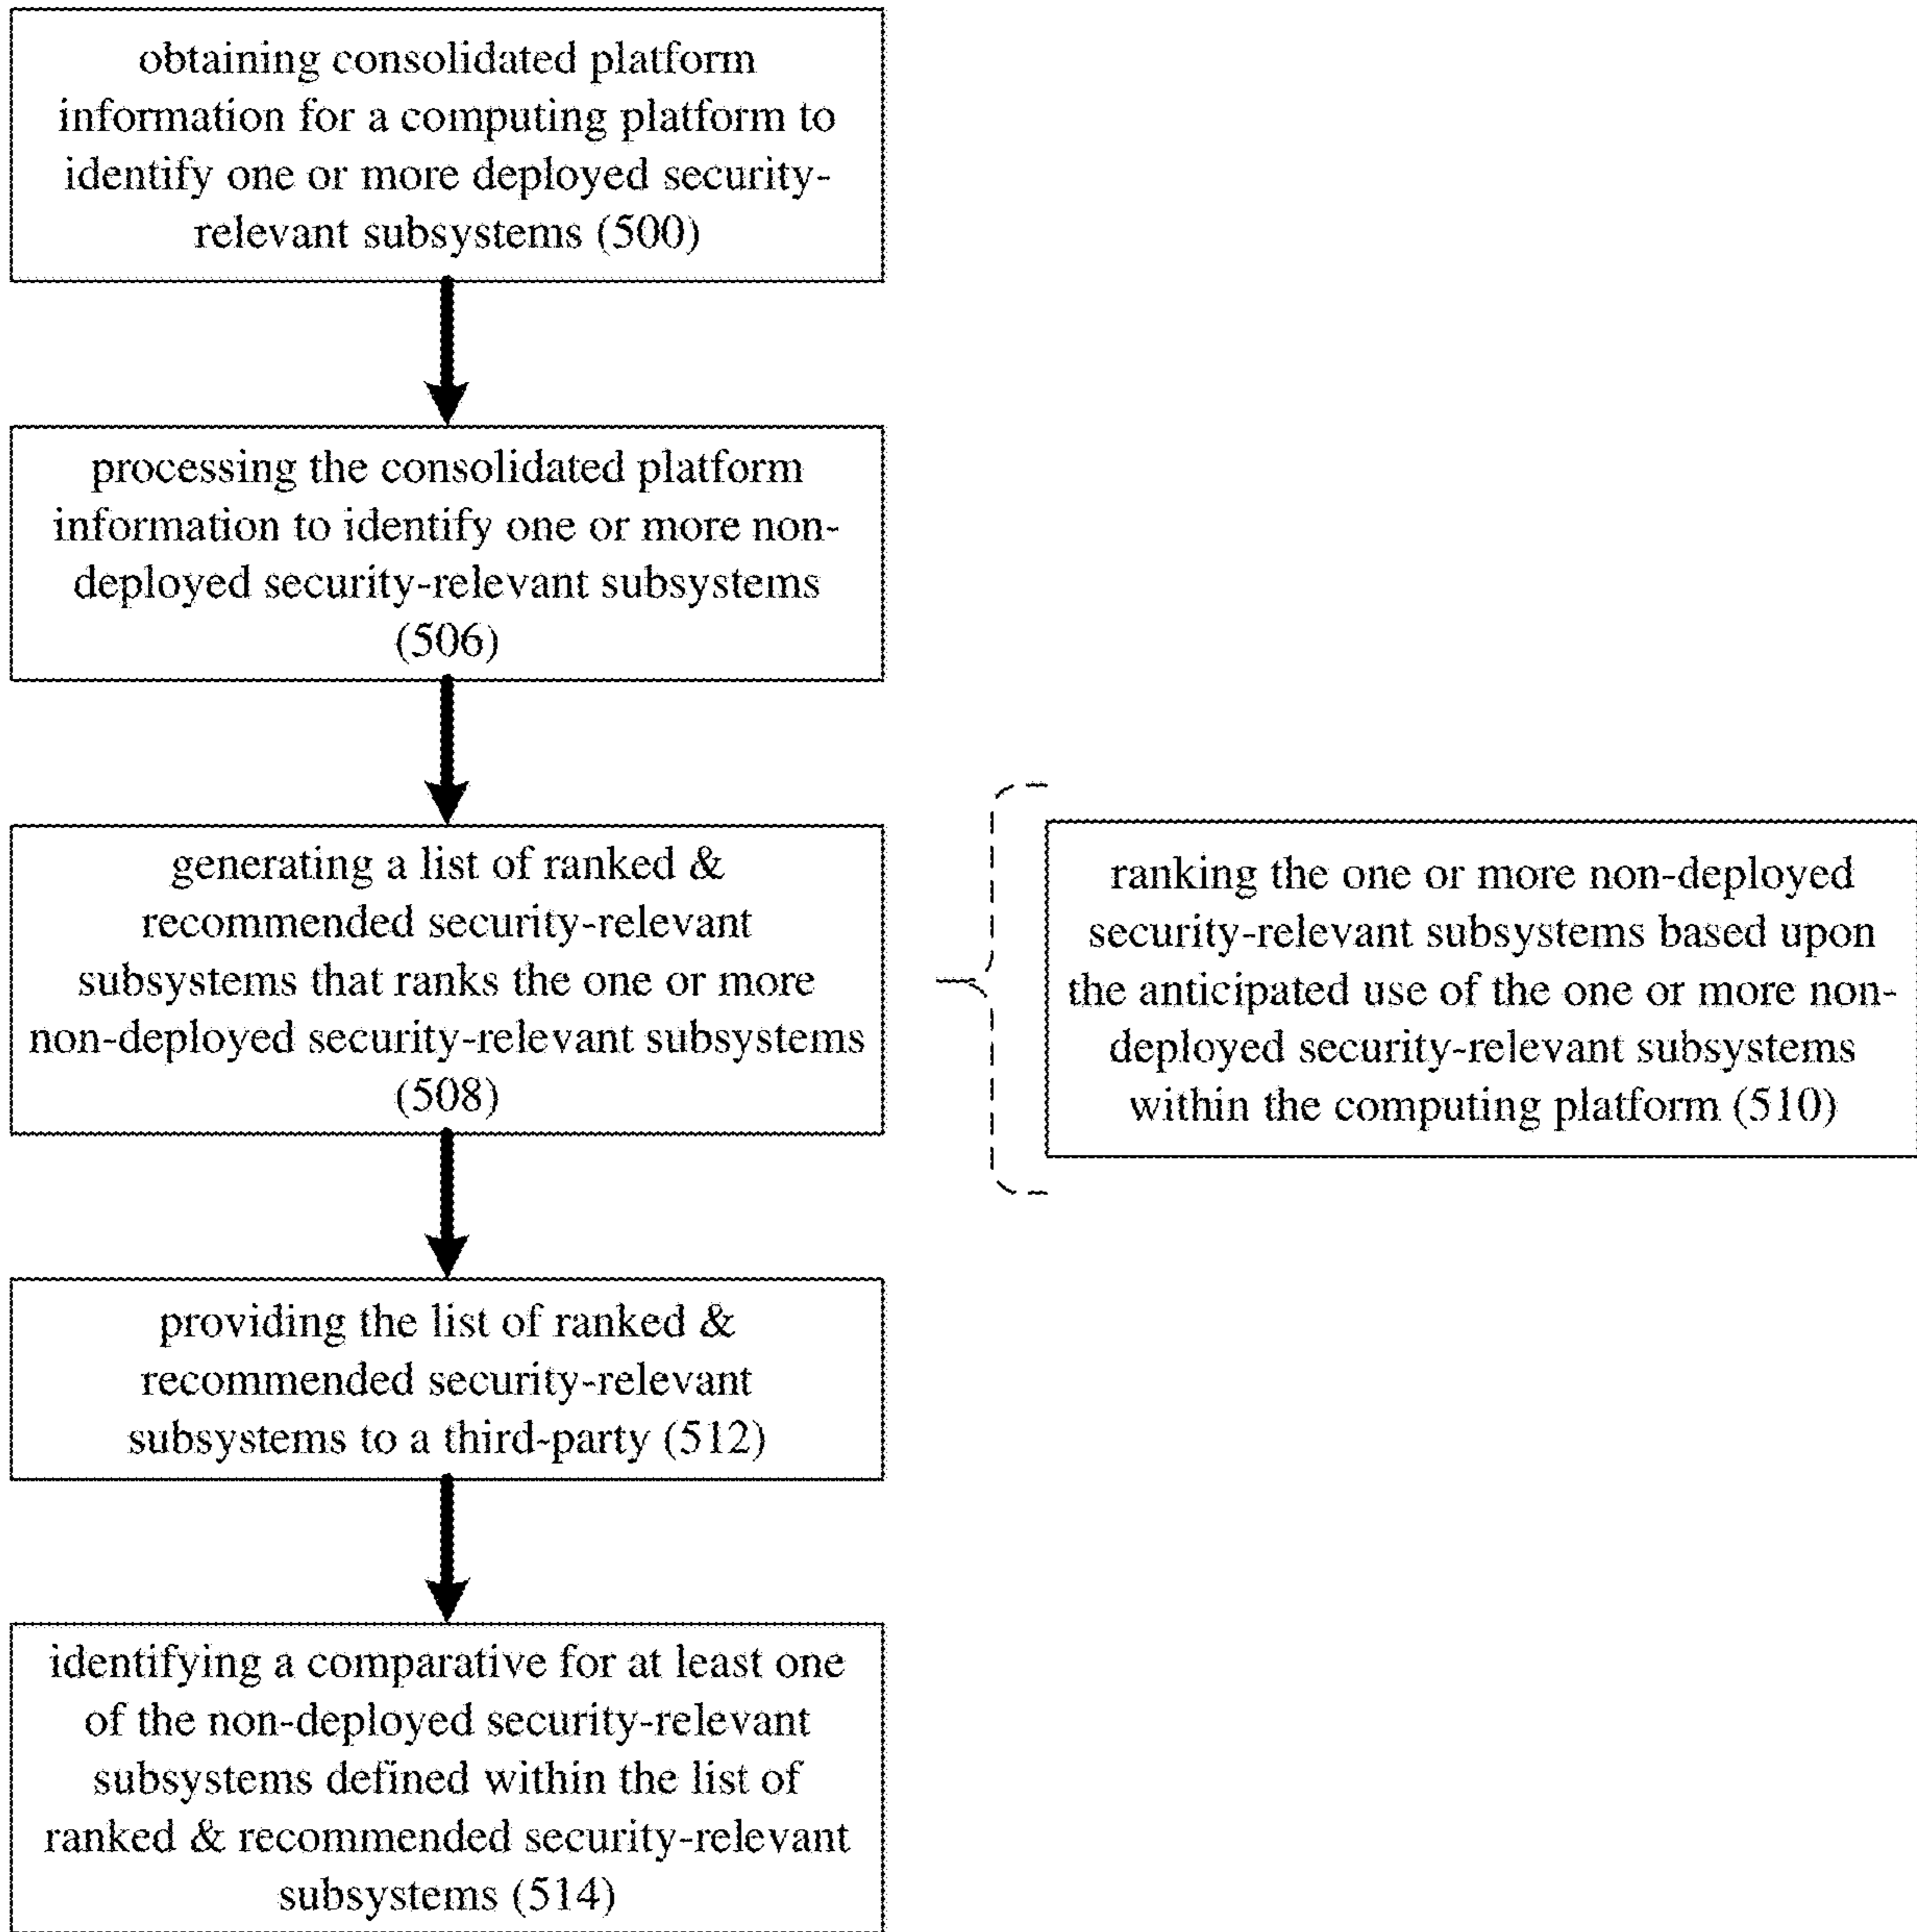 obtaining consolidated platform
information for a computing platform to
identify one or more deployed security-
relevant subsystems (500)
processing the consolidated platform
information to identify one or more non-
deployed security-relevant subsystems
(506)
generating a list of ranked &
recommended security-relevant
subsystems that ranks the one or more
non-deployed security-relevant subsystems
(508)
ranking the one or more non-deployed
security-relevant subsystems based upon
the anticipated use of the one or more non-
deployed security-relevant subsystems
within the computing platform (510)
providing the list of ranked &
recommended security-relevant
subsystems to a third-party (512)
identifying a comparative for at least one
of the non-deployed security-relevant
subsystems defined within the list of
ranked & recommended security-relevant
subsystems (514)